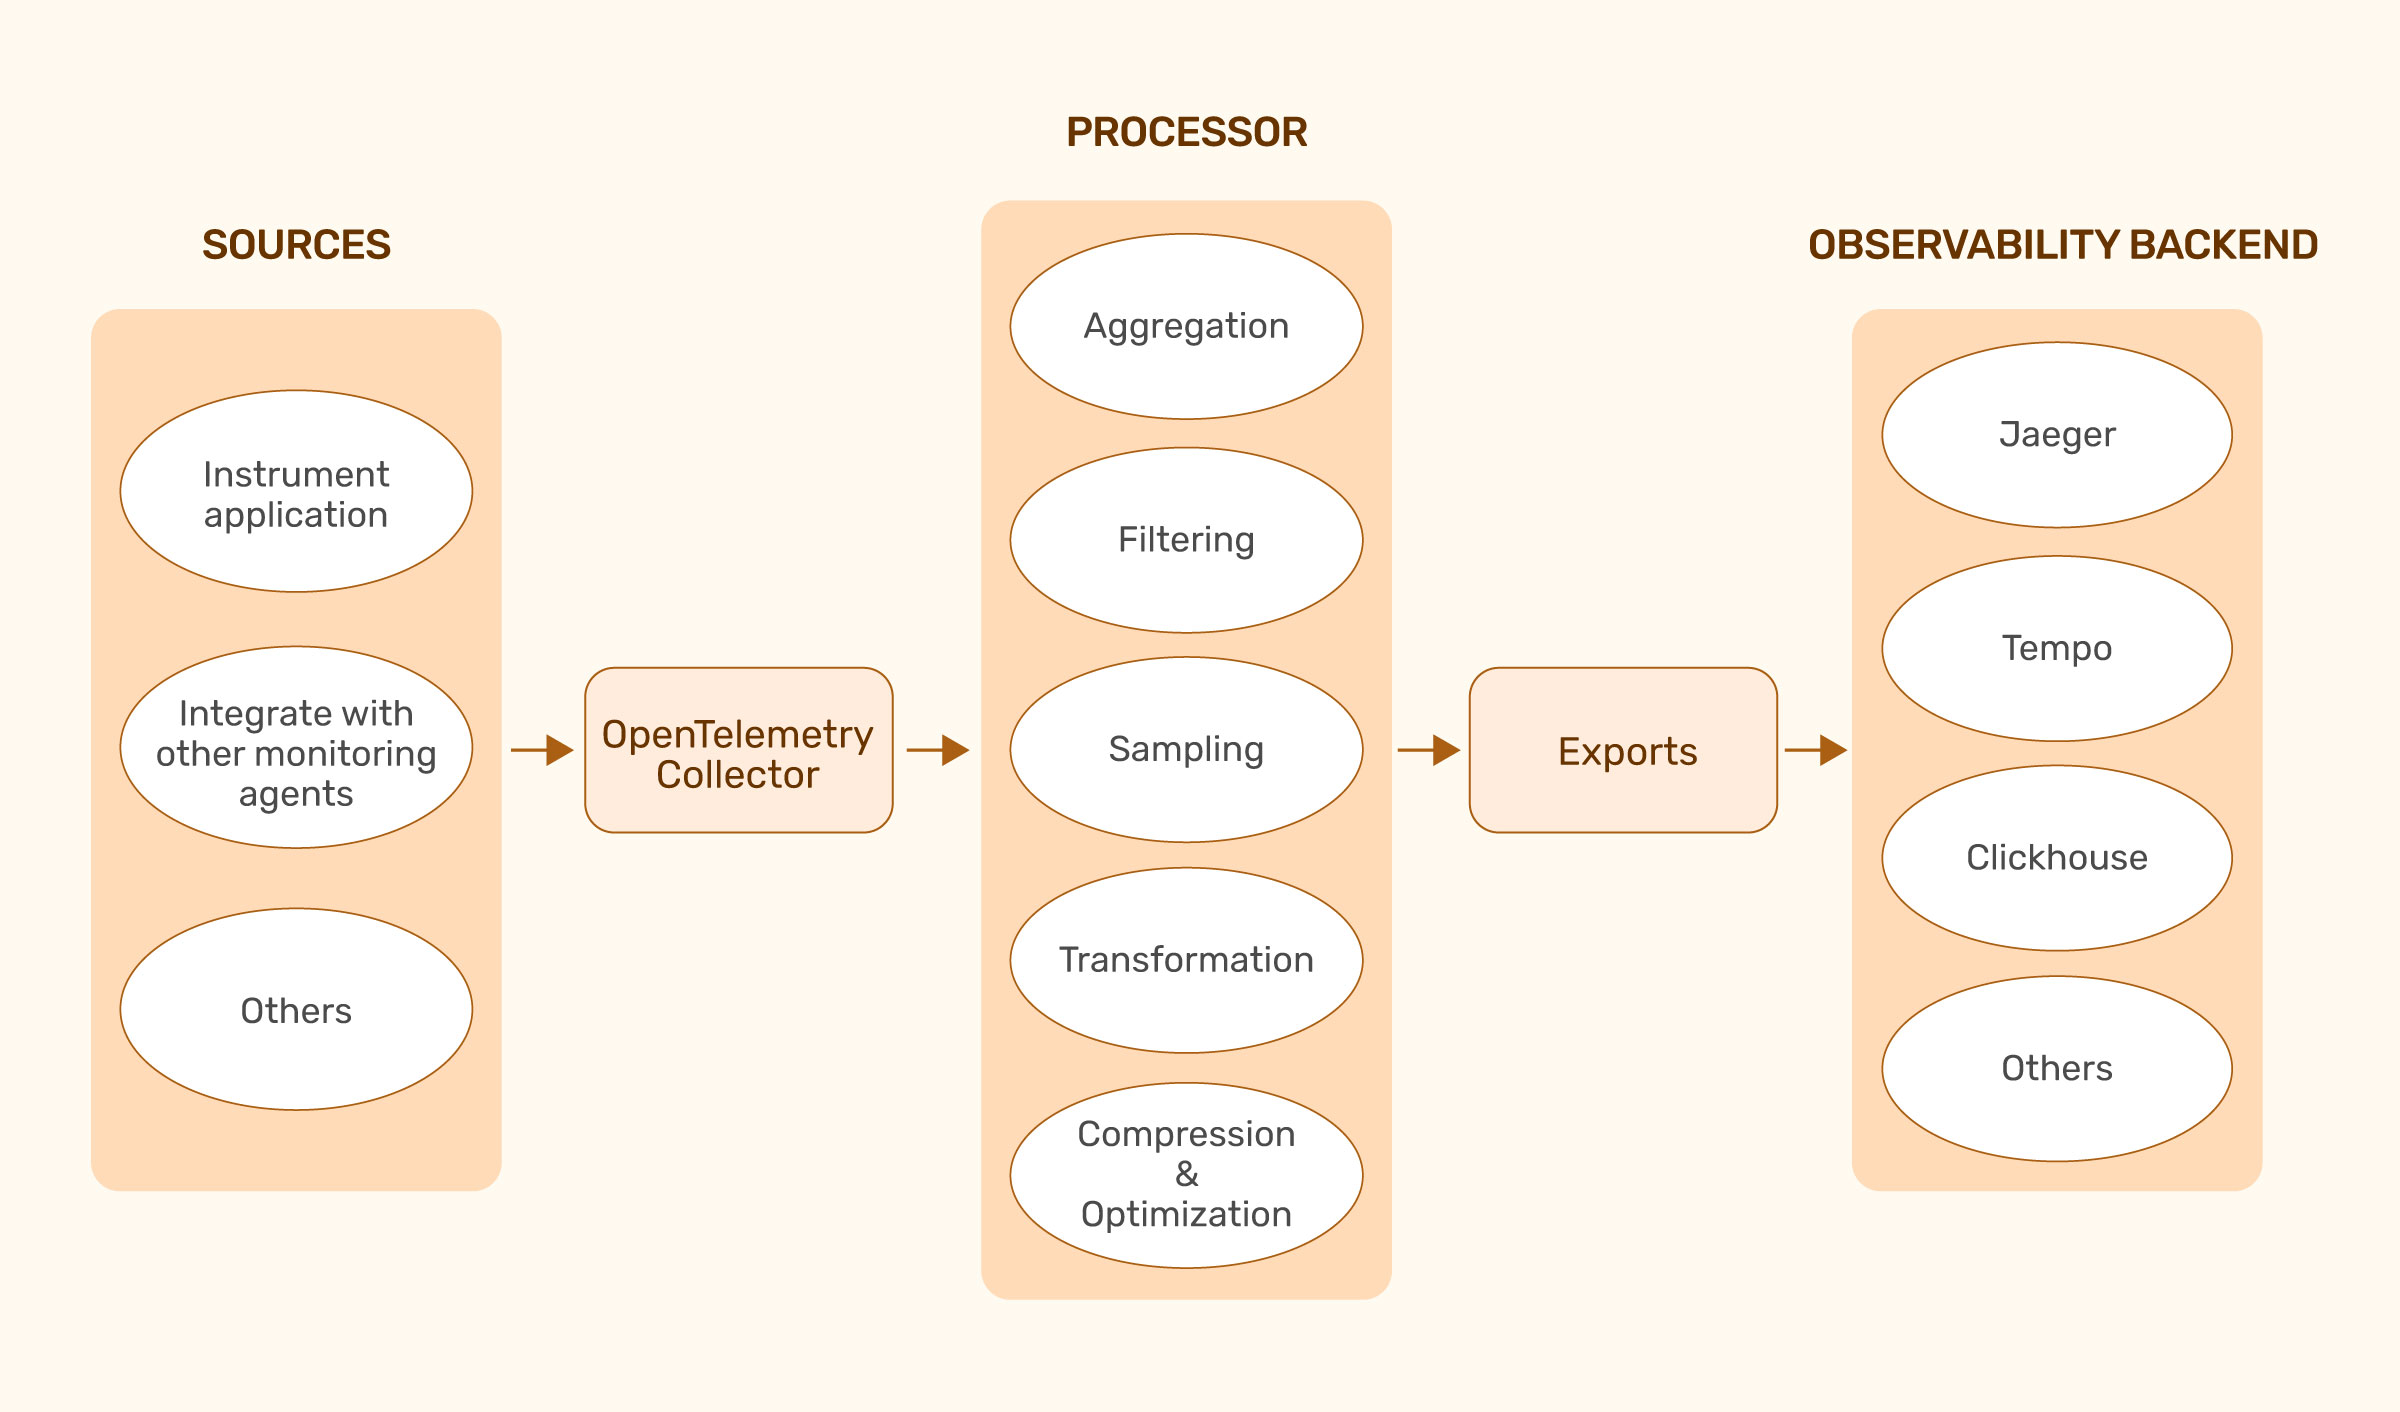 SOURCES
Instrument
application
Integrate with
other monitoring
agents
Others
OpenTelemetry
Collector
PROCESSOR
Aggregation
Filtering
Sampling
Transformation
Compression
&
Optimization
Exports
OBSERVABILITY BACKEND
Jaeger
Tempo
Clickhouse
Others